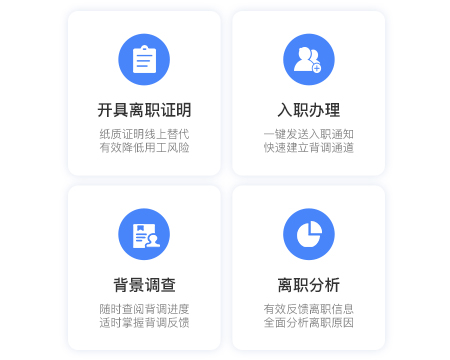 开具离职证明
纸质证明线上替代
有效降低用工风险
入职办理
一键发送入职通知
快速建立背调通道
背景调查
随时查阅背调进度
适时掌握背调反馈
离职分析
有效反馈离职信息
全面分析离职原因